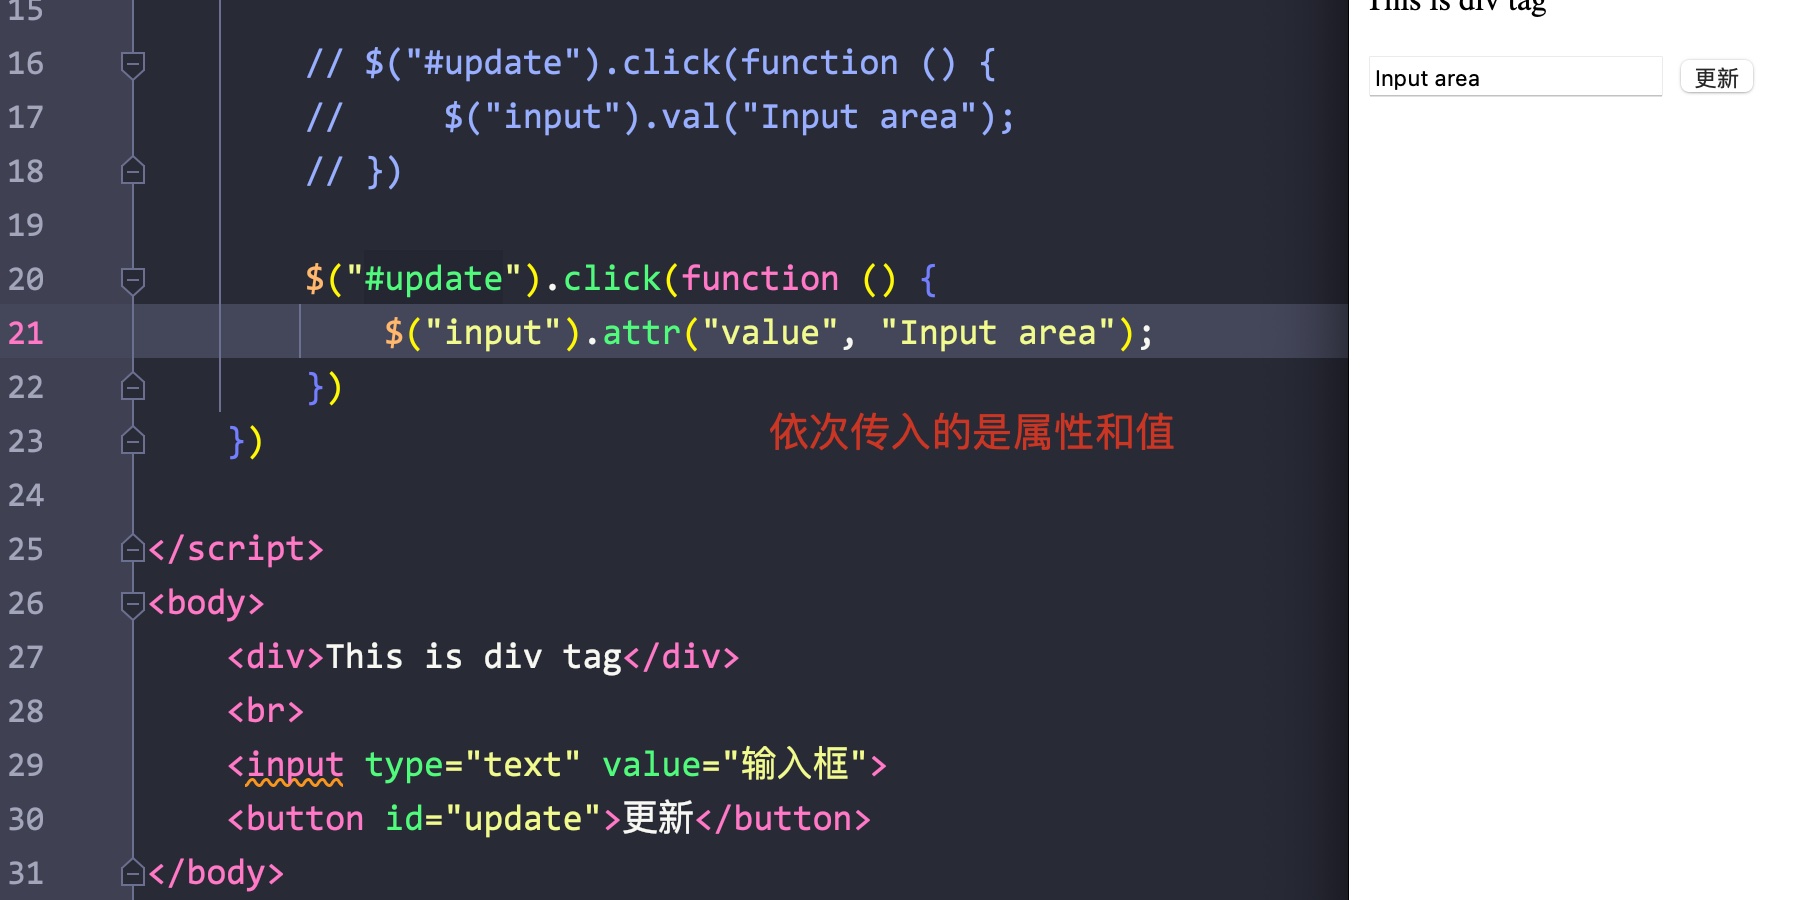 15
16 // $("#update").click(function () {
17 //     $("input").val("Input area");
18 // })
19
20 $("#update").click(function () {
21     $("input").attr("value", "Input area");
22 })
依次传入的是属性和值
23 })
24
25 </script>
26 <body>
27     <div>This is div tag</div>
28     <br>
29     <input type="text" value="输入框">
30     <button id="update">更新</button>
31 </body>
This is div tag
Input area 更新